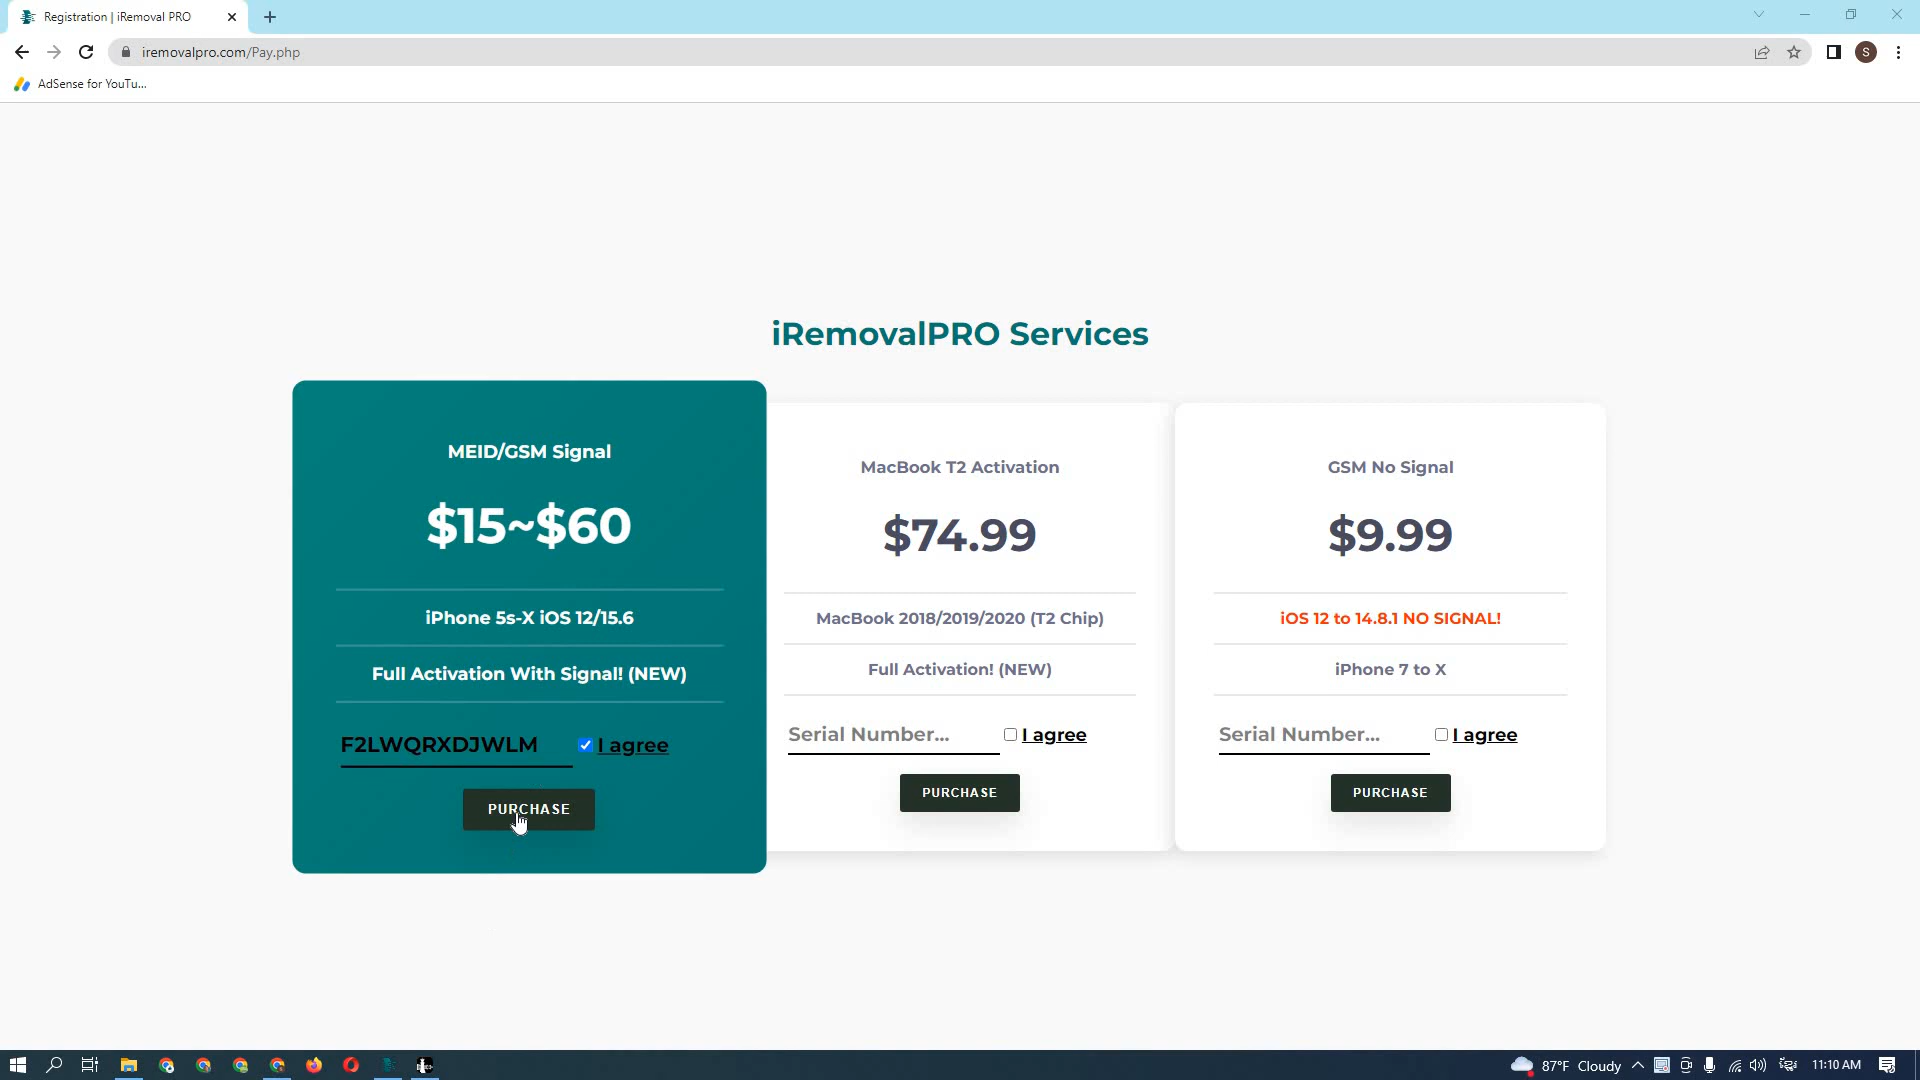 Registration | iRemoval PRO
iremovalpro.com/Pay.php
S
AdSense for YouTu...
iRemovalPRO Services
MEID/GSM Signal
$15~$60
iPhone 5s-X iOS 12/15.6
Full Activation With Signal! (NEW)
F2LWQRXDJWLM I agree
PURCHASE
MacBook T2 Activation
$74.99
MacBook 2018/2019/2020 (T2 Chip)
Full Activation! (NEW)
Serial Number... I agree
PURCHASE
GSM No Signal
$9.99
iOS 12 to 14.8.1 NO SIGNAL!
iPhone 7 to X
Serial Number... I agree
PURCHASE
87°F Cloudy 11:10 AM